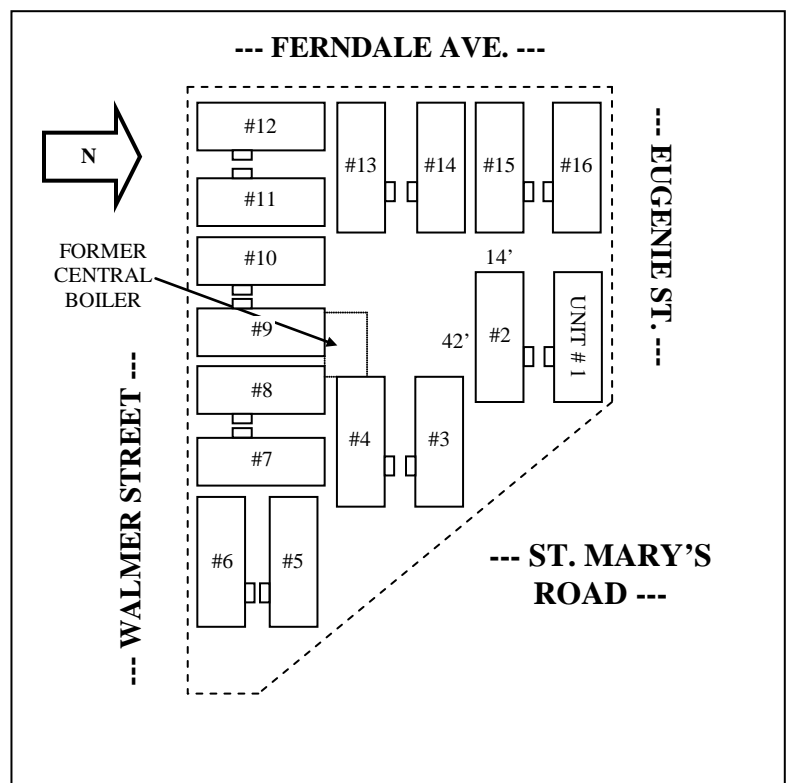 --- FERNDALE AVE. ---
N
#12
#11
#13
#14
#15
#16
--- EUGENIE ST. ---
FORMER
CENTRAL
BOILER
#10
#9
14’
42’
#2
UNIT # 1
#8
#7
#4
#3
--- WALMER STREET ---
#6
#5
--- ST. MARY’S
ROAD ---